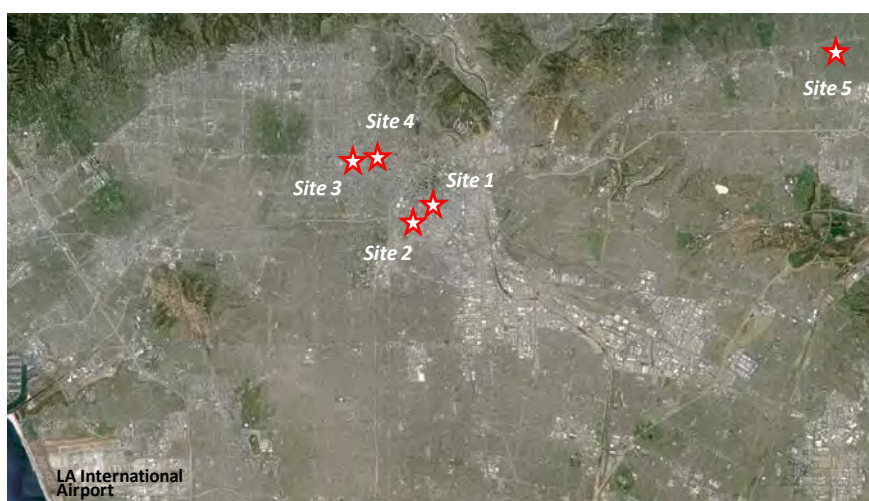 Site 5
Site 4
Site 3
Site 1
Site 2
LA International
Airport